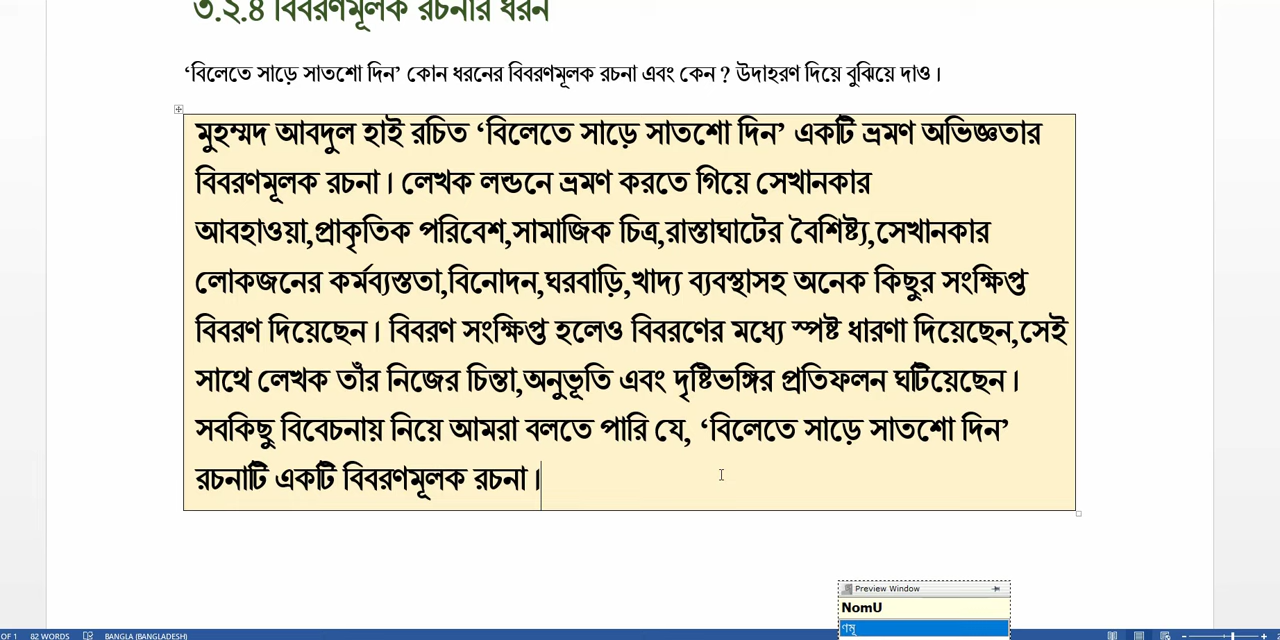 ৩.২.৪ বিবরণমূলক রচনার ধরন
‘বিলেতে সাড়ে সাতশো দিন’ কোন ধরনের বিবরণমূলক রচনা এবং কেন ? উদাহরণ দিয়ে বুঝিয়ে দাও।
মুহম্মদ আবদুল হাই রচিত ‘বিলেতে সাড়ে সাতশো দিন’ একটি ভ্রমণ অভিজ্ঞতার
বিবরণমূলক রচনা। লেখক লন্ডনে ভ্রমণ করতে গিয়ে সেখানকার
আবহাওয়া,প্রাকৃতিক পরিবেশ,সামাজিক চিত্র,রাস্তাঘাটের বৈশিষ্ট্য,সেখানকার
লোকজনের কর্মব্যস্ততা,বিনোদন,ঘরবাড়ি,খাদ্য ব্যবস্থাসহ অনেক কিছুর সংক্ষিপ্ত
বিবরণ দিয়েছেন। বিবরণ সংক্ষিপ্ত হলেও বিবরণের মধ্যে স্পষ্ট ধারণা দিয়েছেন,সেই
সাথে লেখক তাঁর নিজের চিন্তা,অনুভূতি এবং দৃষ্টিভঙ্গির প্রতিফলন ঘটিয়েছেন।
সবকিছু বিবেচনায় নিয়ে আমরা বলতে পারি যে, ‘বিলেতে সাড়ে সাতশো দিন’
রচনাটি একটি বিবরণমূলক রচনা।
Preview Window
NomU
ণমূ
OF 1 82 WORDS BANGLA (BANGLADESH)